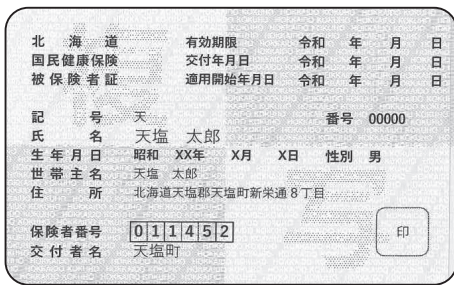 北海道 有効期限 令和 年 月 日
国民健康保険 交付年月日 令和 年 月 日
被保険者証 適用開始年月日 令和 年 月 日
記号 天 番号 00000
氏名 天塩 太郎
生年月日 昭和 XX年 X月 X日 性別 男
世帯主名 天塩 太郎
住所 北海道天塩郡天塩町新栄通8丁目
保険者番号 011452
交付者名 天塩町
印